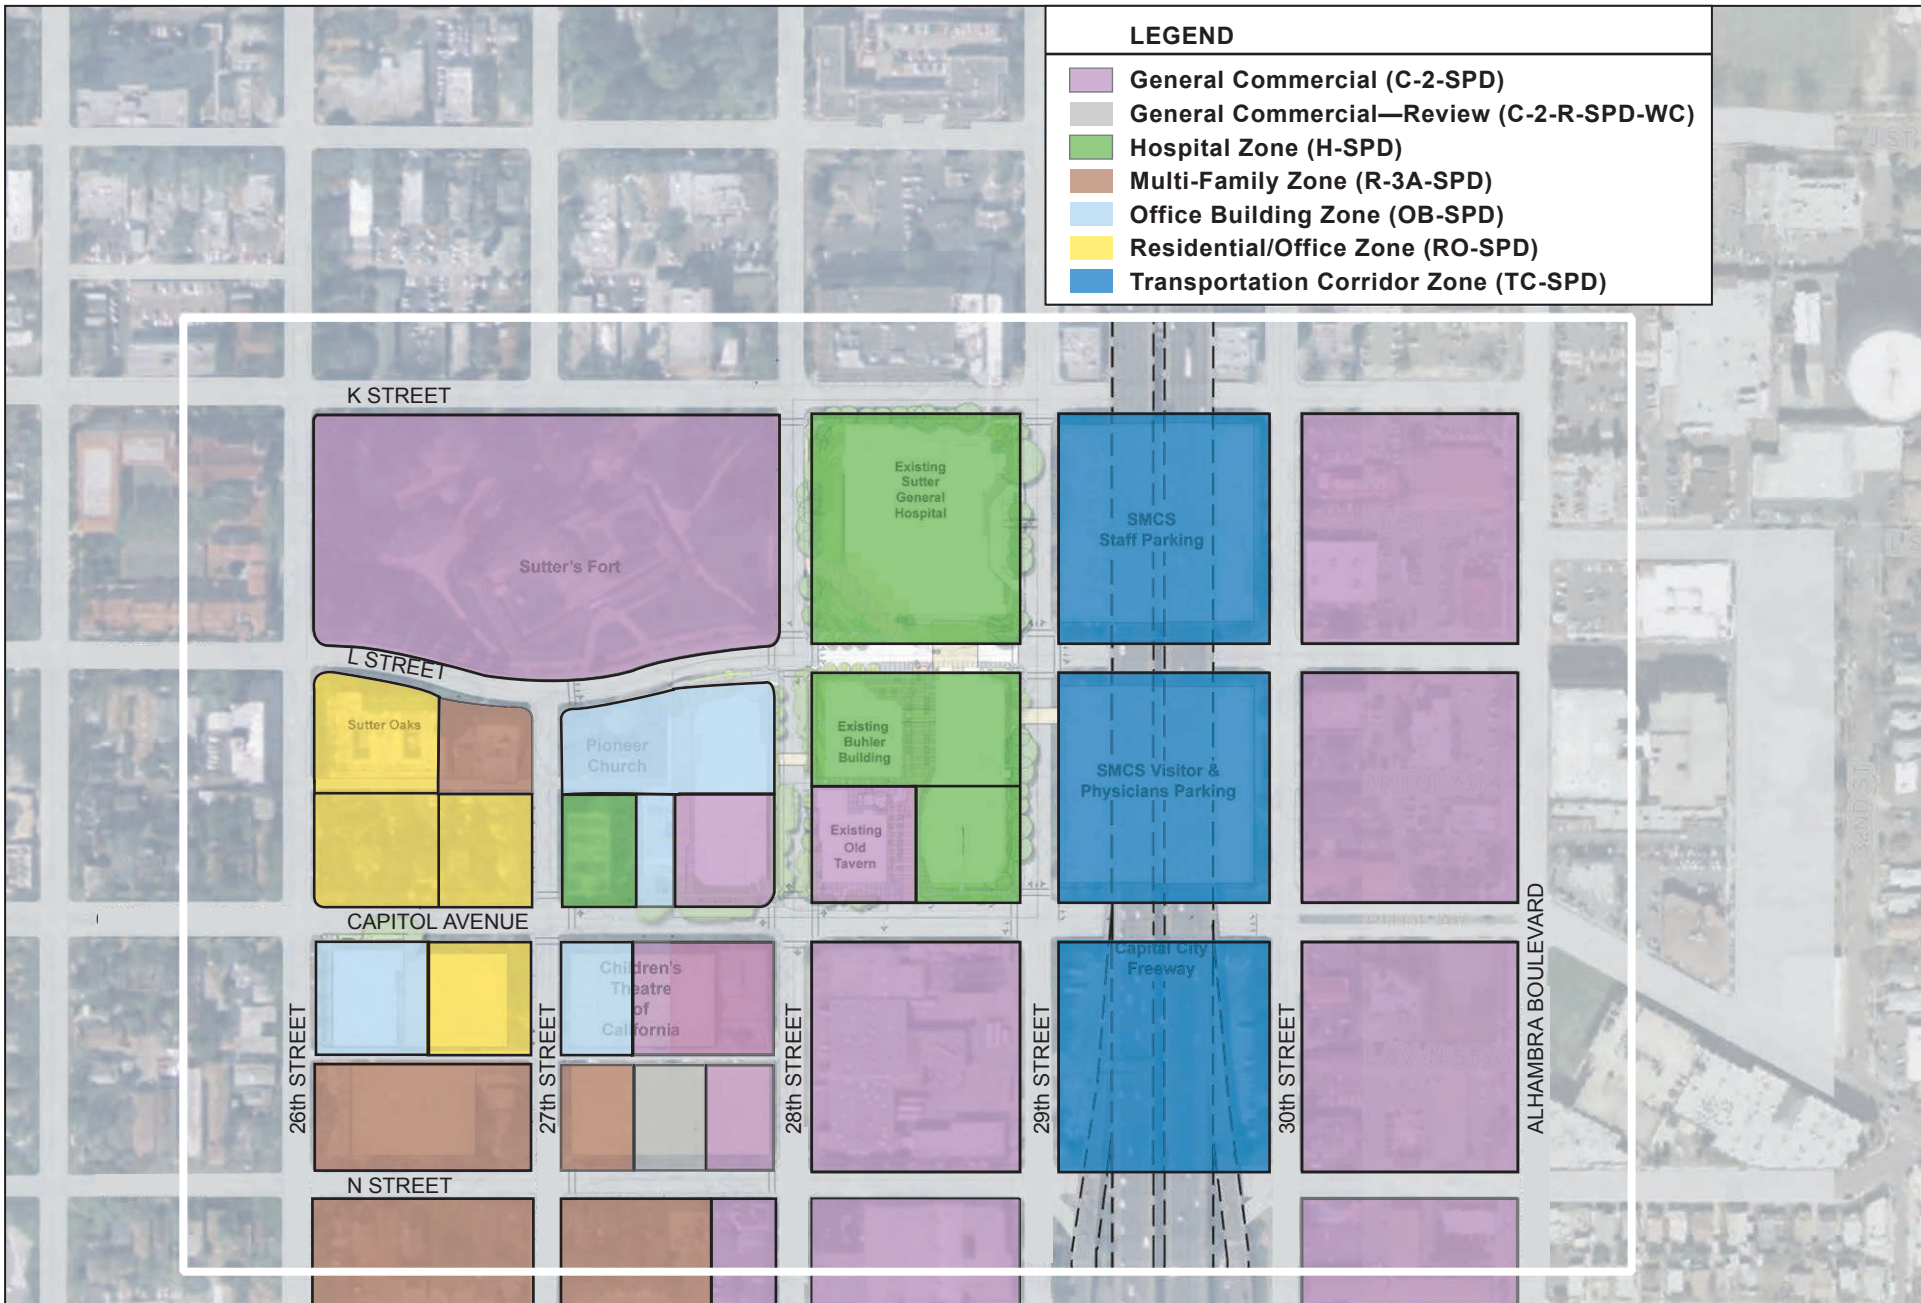 LEGEND
General Commercial (C-2-SPD)
General Commercial—Review (C-2-R-SPD-WC)
Hospital Zone (H-SPD)
Multi-Family Zone (R-3A-SPD)
Office Building Zone (OB-SPD)
Residential/Office Zone (RO-SPD)
Transportation Corridor Zone (TC-SPD)
K STREET
Existing
Sutter
General
Hospital
SMCS
Staff Parking
Sutter's Fort
L STREET
Sutter Oaks
Pioneer
Church
Existing
Buhler
Building
SMCS Visitor &
Physicians Parking
Existing
Old
Tavern
32ND ST
CAPITOL AVENUE
Children's
Theatre
of
California
Capital City
Freeway
26th STREET
27th STREET
28th STREET
29th STREET
30th STREET
ALHAMBRA BOULEVARD
N STREET